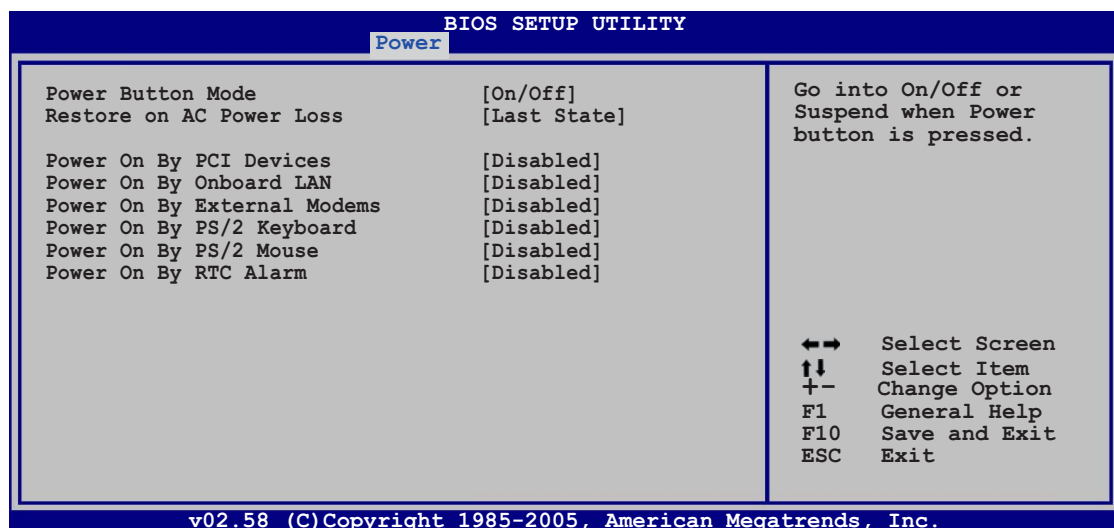 BIOS SETUP UTILITY
Power
Power Button Mode [On/Off]
Restore on AC Power Loss [Last State]
Power On By PCI Devices [Disabled]
Power On By Onboard LAN [Disabled]
Power On By External Modems [Disabled]
Power On By PS/2 Keyboard [Disabled]
Power On By PS/2 Mouse [Disabled]
Power On By RTC Alarm [Disabled]
Go into On/Off or
Suspend when Power
button is pressed.
←→ Select Screen
↑↓ Select Item
+- Change Option
F1 General Help
F10 Save and Exit
ESC Exit
v02.58 (C)Copyright 1985-2005, American Megatrends, Inc.